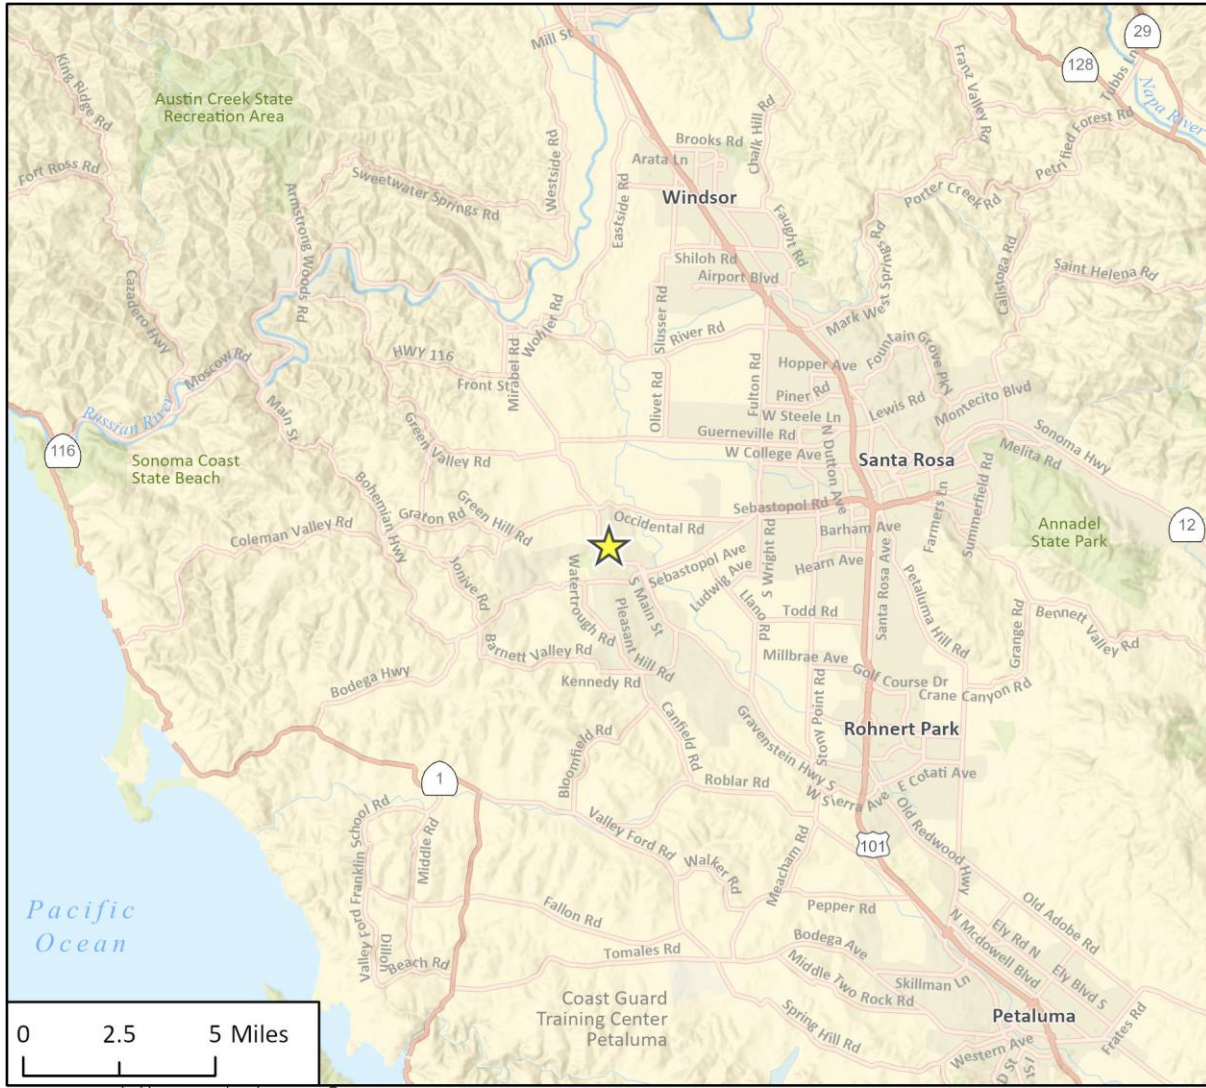 Mill St
29
128
Tubbs Ln
Napa River
Franz Valley Rd
King Ridge Rd
Austin Creek State
Recreation Area
Chalk Hill Rd
Brooks Rd
Arata Ln
Petrified Forest Rd
Fort Ross Rd
Sweetwater Springs Rd
Westside Rd
Eastside Rd
Windsor
Porter Creek Rd
Armstrong Woods Rd
Faught Rd
Shiloh Rd
Airport Blvd
Mark West Springs Rd
Calistoga Rd
Saint Helena Rd
Cazadero Hwy
Wohler Rd
Slusser Rd
River Rd
Fountain Grove Pky
HWY 116
Moscow Rd
Mirabel Rd
Hopper Ave
Front St
Fulton Rd
Piner Rd
Lewis Rd
Montecito Blvd
Russian River
Main St
Olivet Rd
W Steele Ln
Guerneville Rd
N Dutton Ave
Sonoma Hwy
116
Green Valley Rd
W College Ave
Santa Rosa
Melita Rd
Sonoma Coast
State Beach
Bohemian Hwy
Green Hill Rd
Graton Rd
Sebastopol Rd
Occidental Rd
Farmers Ln
Summerfield Rd
Coleman Valley Rd
Barham Ave
Annadel
State Park
12
Watertrough Rd
Sebastopol Ave
S Wright Rd
Hearn Ave
Jonive Rd
S Main St
Ludwig Ave
Llano Rd
Santa Rosa Ave
Petaluma Hill Rd
Pleasant Hill Rd
Todd Rd
Grange Rd
Bennett Valley Rd
Barnett Valley Rd
Millbrae Ave
Golf Course Dr
Bodega Hwy
Kennedy Rd
Crane Canyon Rd
Stony Point Rd
Canfield Rd
Gravenstein Hwy S
Rohnert Park
Bloomfield Rd
1
Roblar Rd
E Cotati Ave
W Sierra Ave
Old Redwood Hwy
Valley Ford Franklin School Rd
Middle Rd
Valley Ford Rd
101
Walker Rd
Meacham Rd
Pacific
Ocean
Fallon Rd
Pepper Rd
Old Adobe Rd
N Mcdowell Blvd
Ely Rd N
Dillon
Beach Rd
Tomales Rd
Bodega Ave
Ely Blvd S
Skillman Ln
Middle Two Rock Rd
Coast Guard
Training Center
Petaluma
Spring Hill Rd
Petaluma
Frates Rd
Western Ave
D St
I St
0 2.5 5 Miles